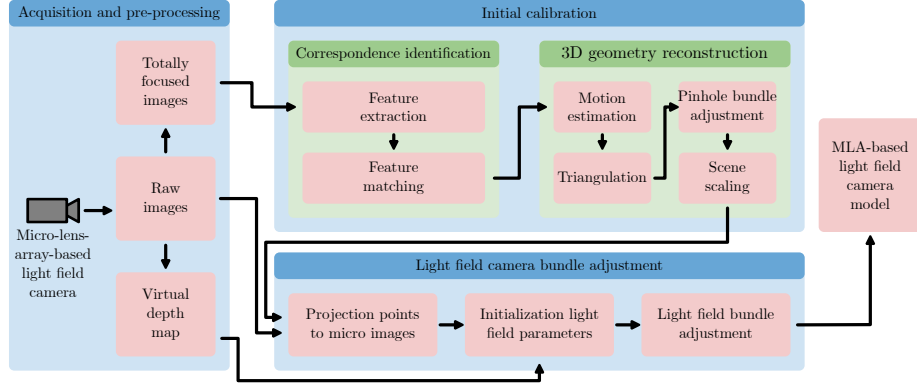 Acquisition and pre-processing
Totally
focused
images
Raw
images
Micro-lens-
array-based
light field
camera
Virtual
depth
map
Initial calibration
Correspondence identification
Feature
extraction
Feature
matching
3D geometry reconstruction
Motion
estimation
Triangulation
Pinhole bundle
adjustment
Scene
scaling
Light field camera bundle adjustment
Projection points
to micro images
Initialization light
field parameters
Light field bundle
adjustment
MLA-based
light field
camera
model